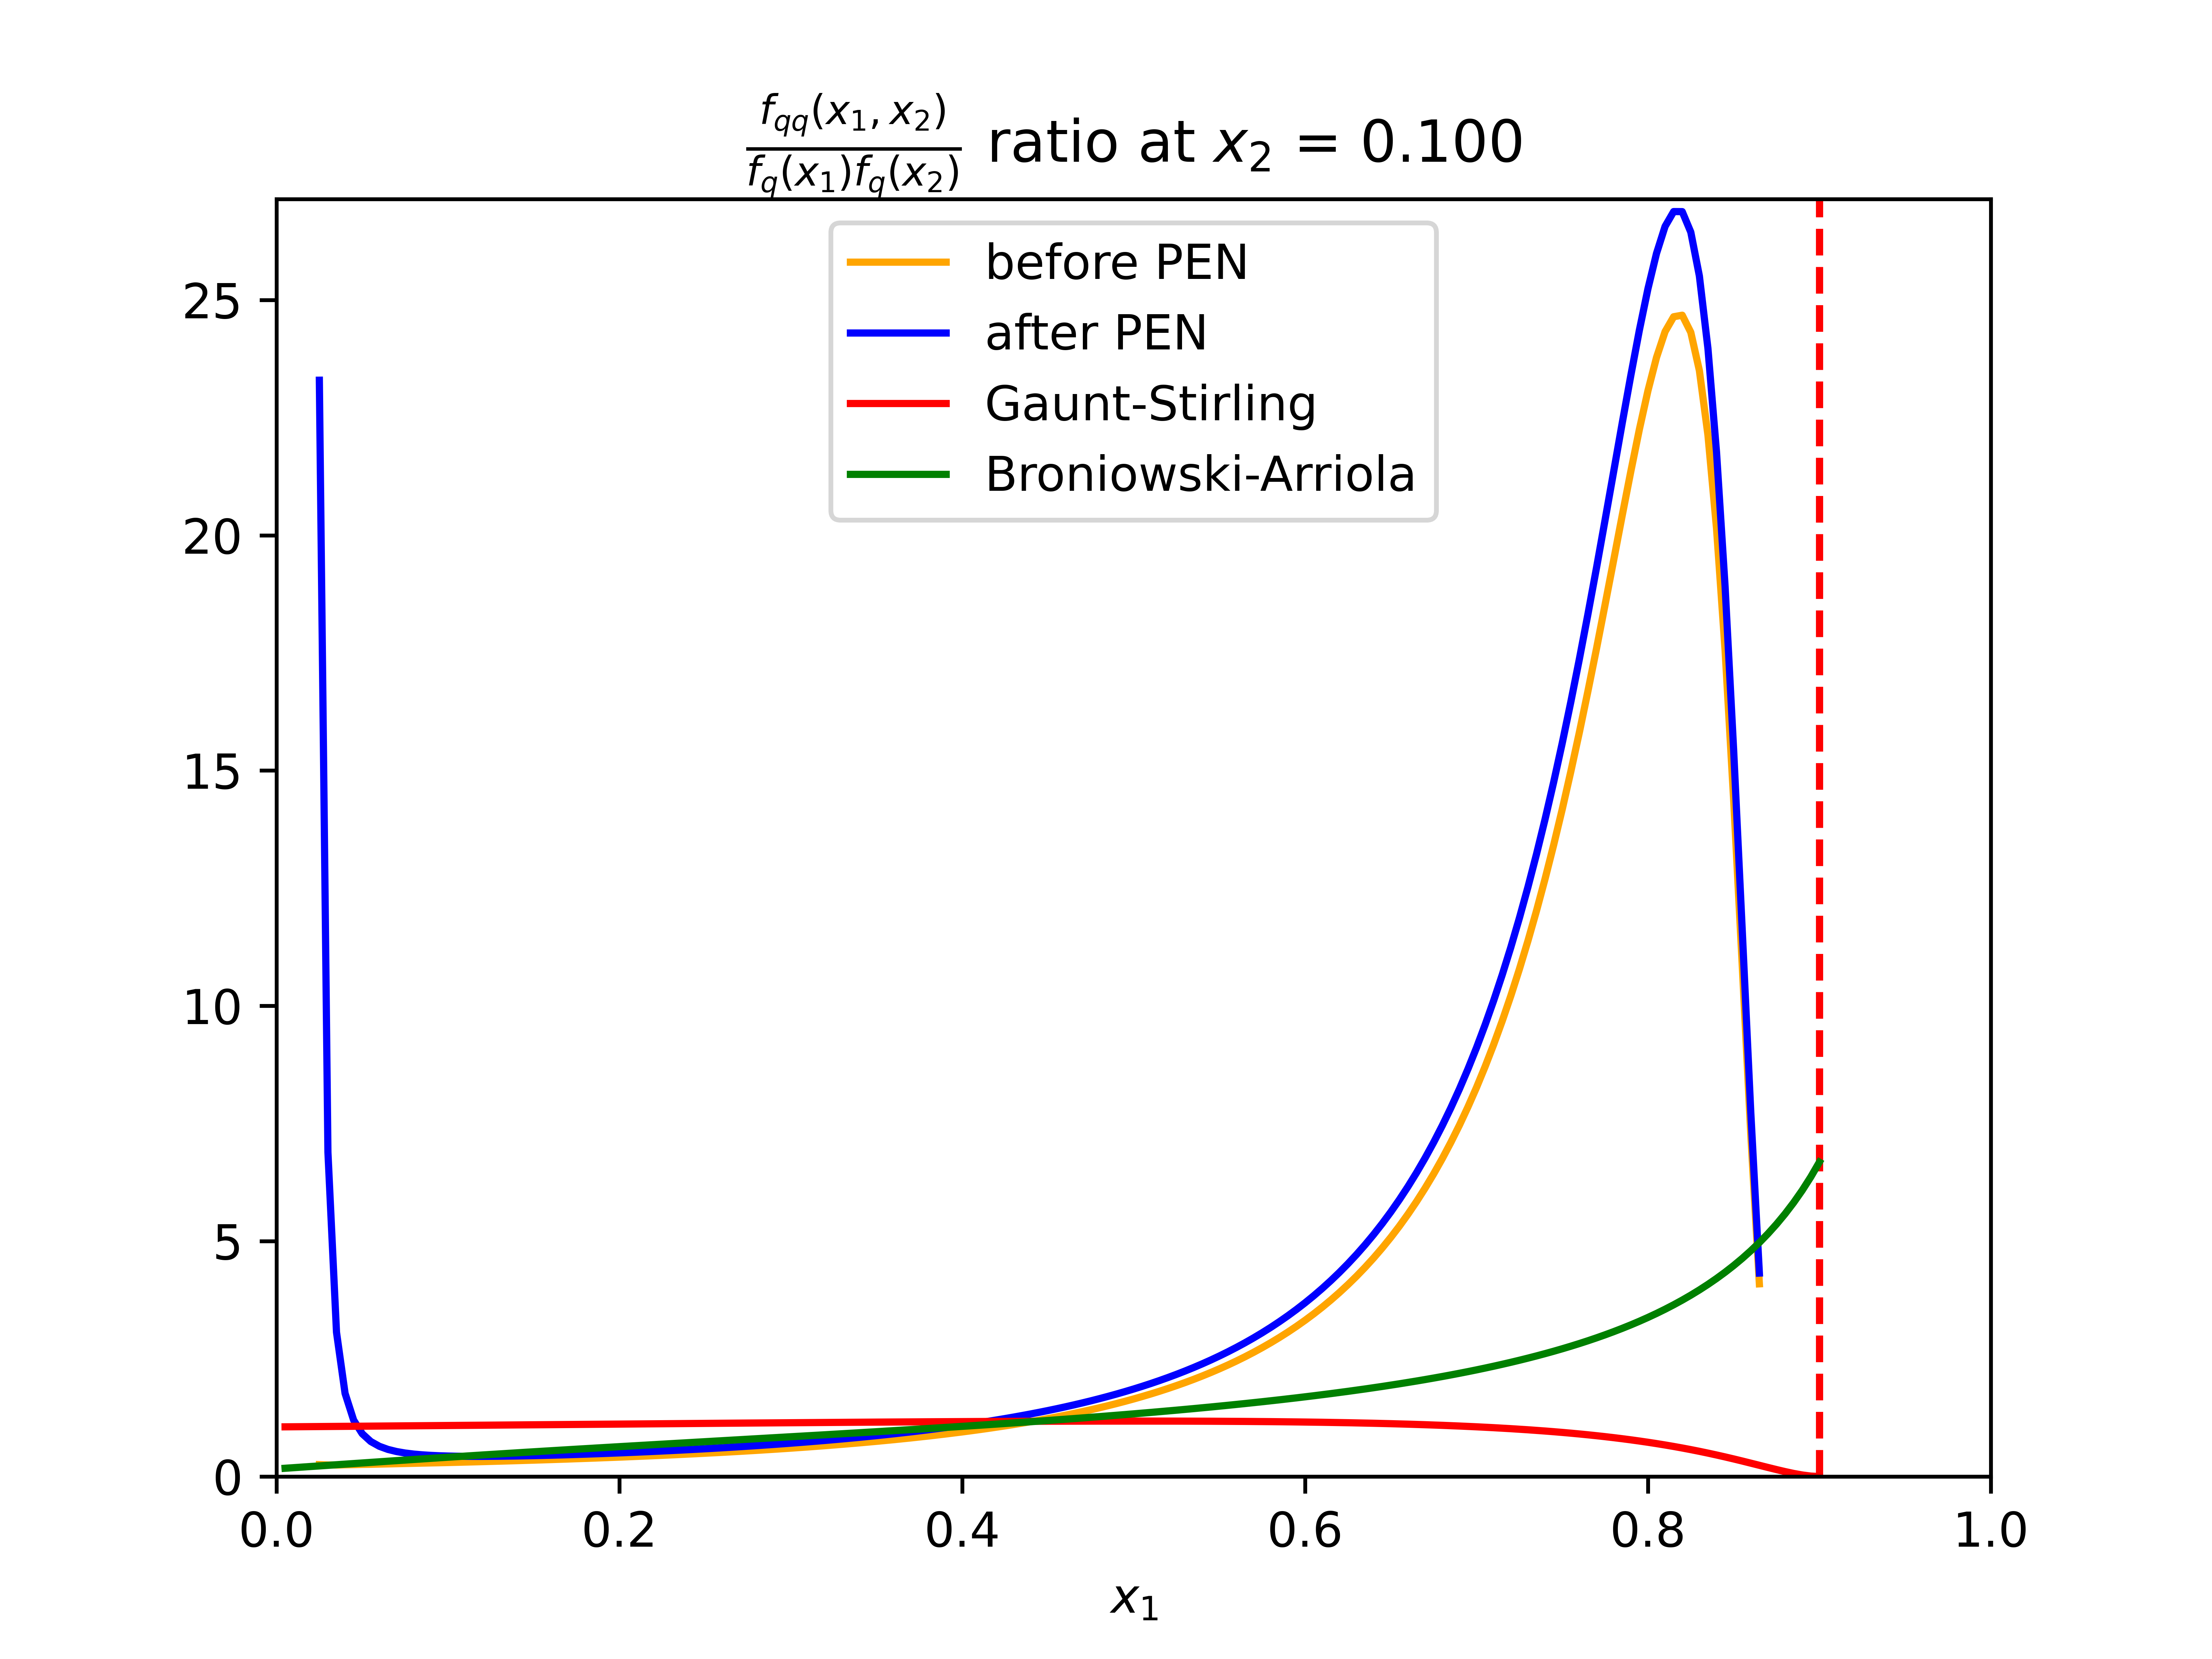 f_qq(x_1, x_2)
f_q(x_1)f_q(x_2)
ratio at x_2 = 0.100
before PEN
after PEN
Gaunt-Stirling
Broniowski-Arriola
25
20
15
10
5
0
0.0 0.2 0.4 0.6 0.8 1.0
x_1